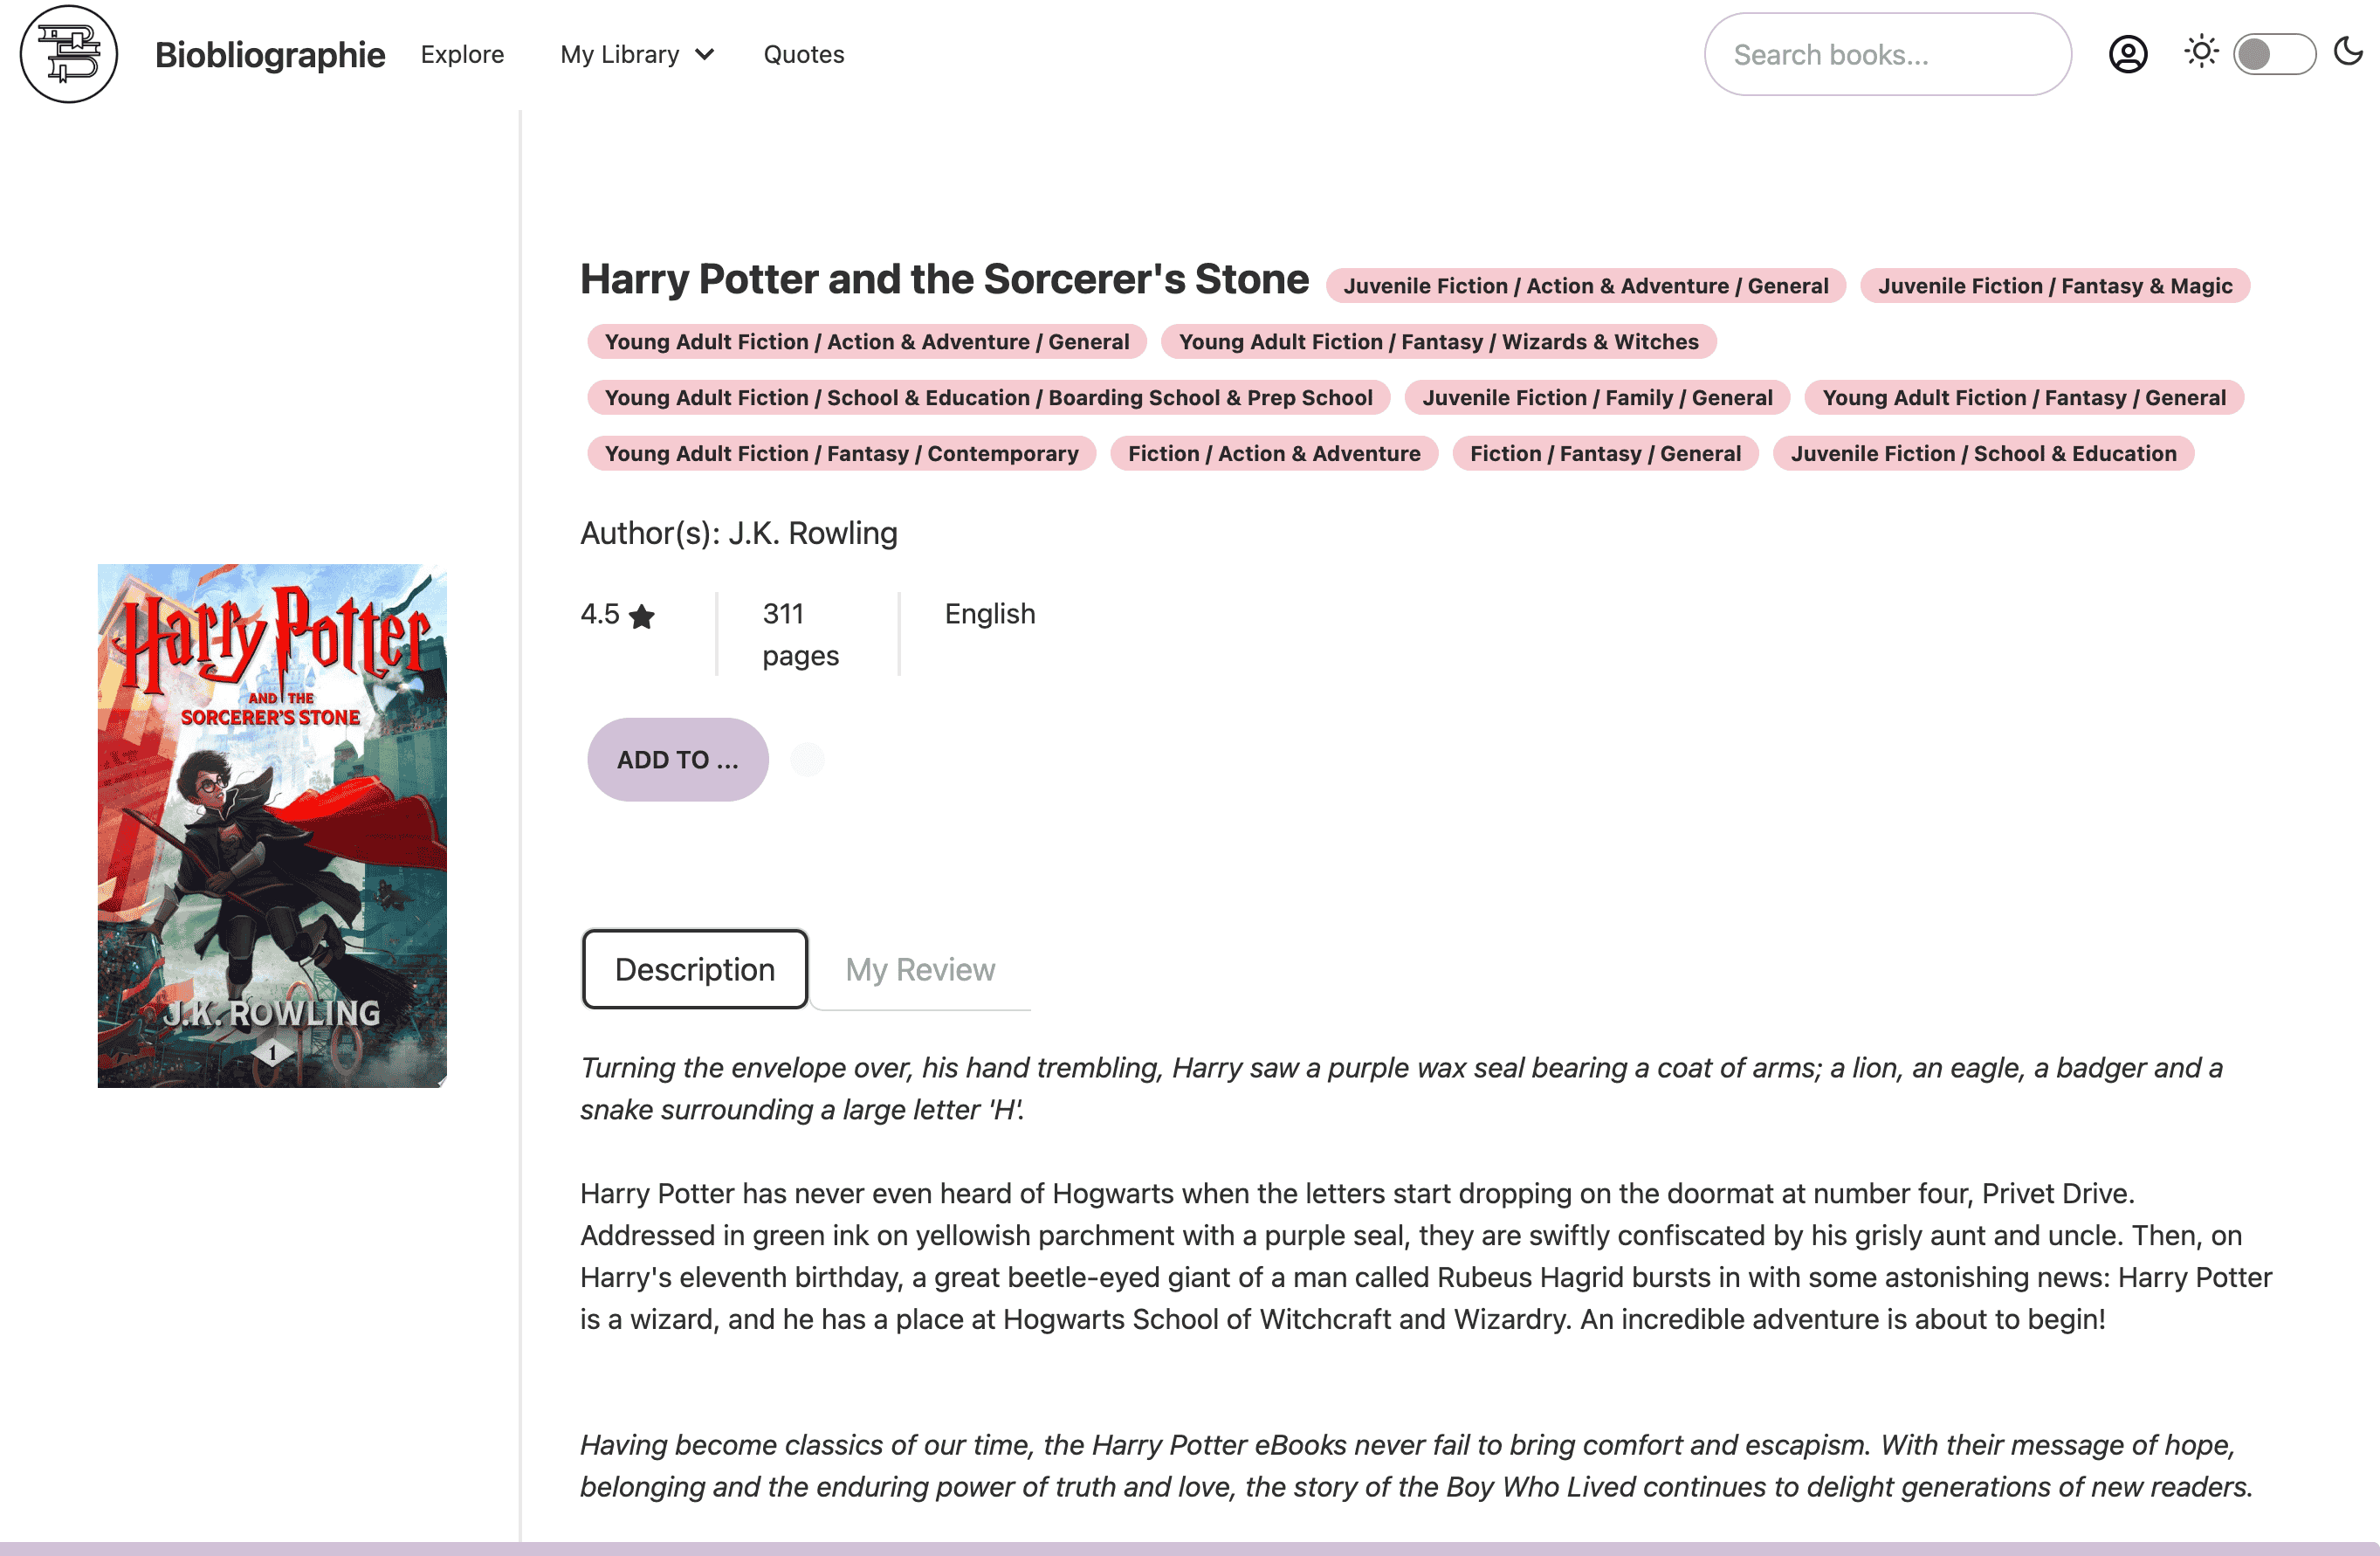 Biobliographie
Explore
My Library
Quotes
Search books...
Harry Potter and the Sorcerer's Stone
Juvenile Fiction / Action & Adventure / General
Juvenile Fiction / Fantasy & Magic
Young Adult Fiction / Action & Adventure / General
Young Adult Fiction / Fantasy / Wizards & Witches
Young Adult Fiction / School & Education / Boarding School & Prep School
Juvenile Fiction / Family / General
Young Adult Fiction / Fantasy / General
Young Adult Fiction / Fantasy / Contemporary
Fiction / Action & Adventure
Fiction / Fantasy / General
Juvenile Fiction / School & Education
Author(s): J.K. Rowling
4.5
311
pages
English
ADD TO ...
Harry Potter
AND THE
SORCERER'S STONE
J.K. ROWLING
1
Description
My Review
Turning the envelope over, his hand trembling, Harry saw a purple wax seal bearing a coat of arms; a lion, an eagle, a badger and a
snake surrounding a large letter 'H'.
Harry Potter has never even heard of Hogwarts when the letters start dropping on the doormat at number four, Privet Drive.
Addressed in green ink on yellowish parchment with a purple seal, they are swiftly confiscated by his grisly aunt and uncle. Then, on
Harry's eleventh birthday, a great beetle-eyed giant of a man called Rubeus Hagrid bursts in with some astonishing news: Harry Potter
is a wizard, and he has a place at Hogwarts School of Witchcraft and Wizardry. An incredible adventure is about to begin!
Having become classics of our time, the Harry Potter eBooks never fail to bring comfort and escapism. With their message of hope,
belonging and the enduring power of truth and love, the story of the Boy Who Lived continues to delight generations of new readers.